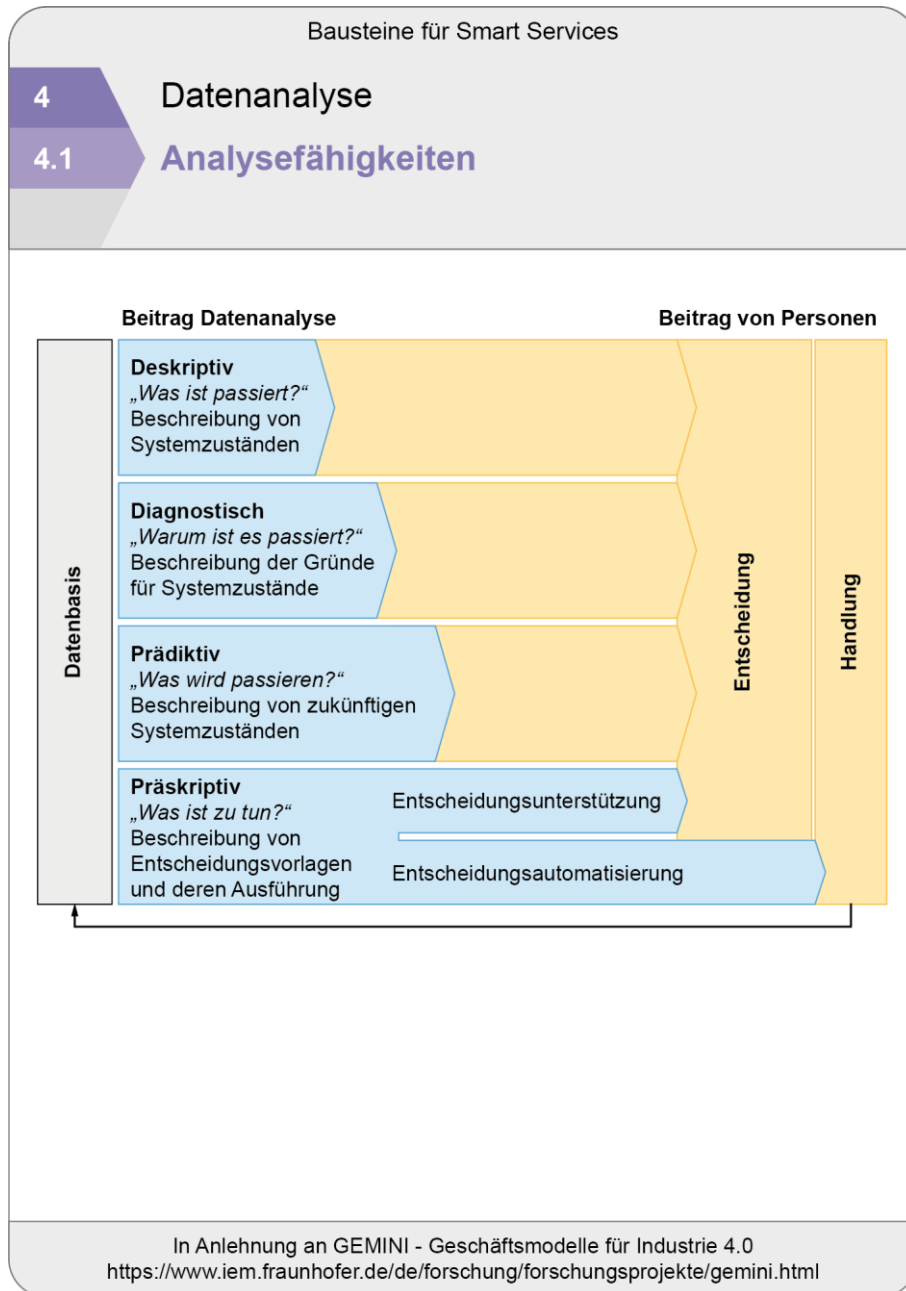 Bausteine für Smart Services
4
Datenanalyse
4.1
Analysefähigkeiten
Beitrag Datenanalyse
Beitrag von Personen
Datenbasis
Deskriptiv
„Was ist passiert?“
Beschreibung von
Systemzuständen
Diagnostisch
„Warum ist es passiert?“
Beschreibung der Gründe
für Systemzustände
Prädiktiv
„Was wird passieren?“
Beschreibung von zukünftigen
Systemzuständen
Präskriptiv
„Was ist zu tun?“
Beschreibung von
Entscheidungsvorlagen
und deren Ausführung
Entscheidungsunterstützung
Entscheidungsautomatisierung
Entscheidung
Handlung
In Anlehnung an GEMINI - Geschäftsmodelle für Industrie 4.0
https://www.iem.fraunhofer.de/de/forschung/forschungsprojekte/gemini.html